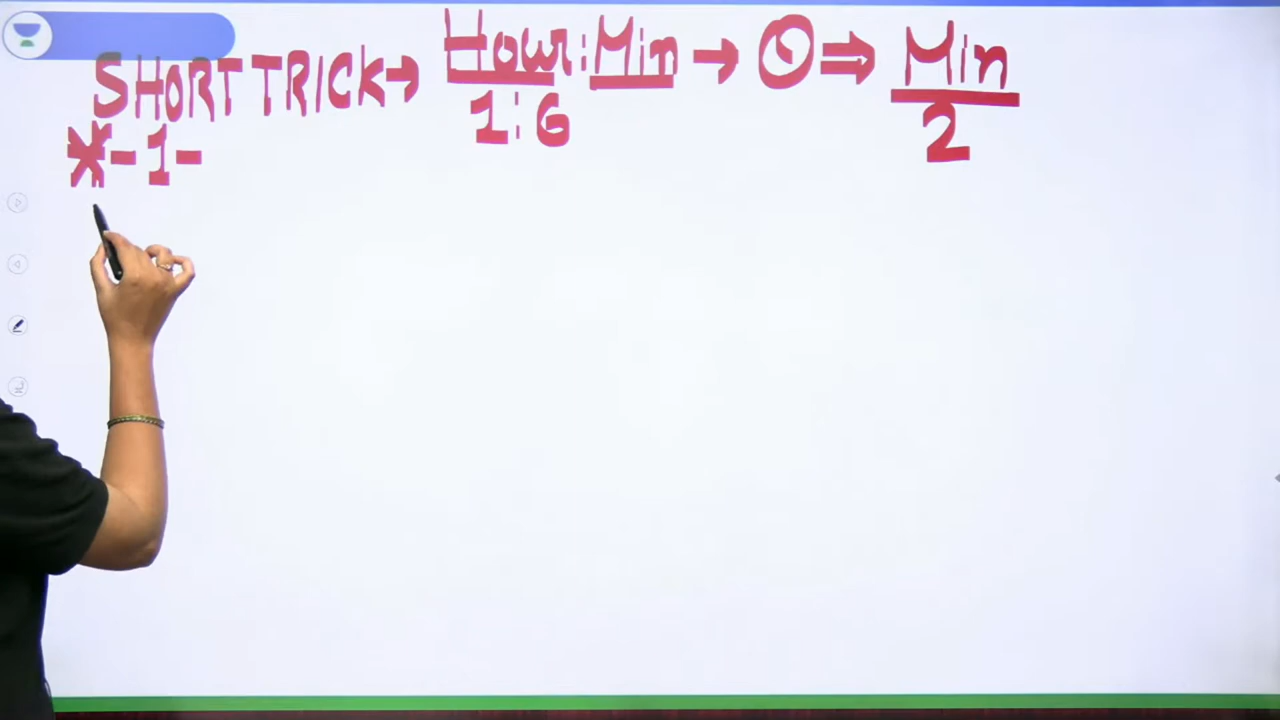 SHORT TRICK → Hour : Min → Θ ⇒ Min/2
1:6
*-1-